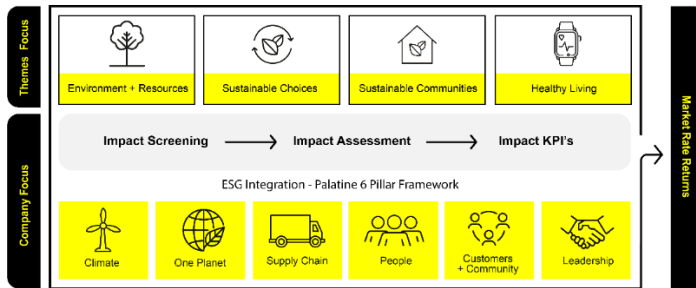 Themes Focus
Environment + Resources
Sustainable Choices
Sustainable Communities
Healthy Living
Company Focus
Impact Screening
Impact Assessment
Impact KPI's
ESG Integration - Palatine 6 Pillar Framework
Climate
One Planet
Supply Chain
People
Customers
+ Community
Leadership
Market Rate Returns